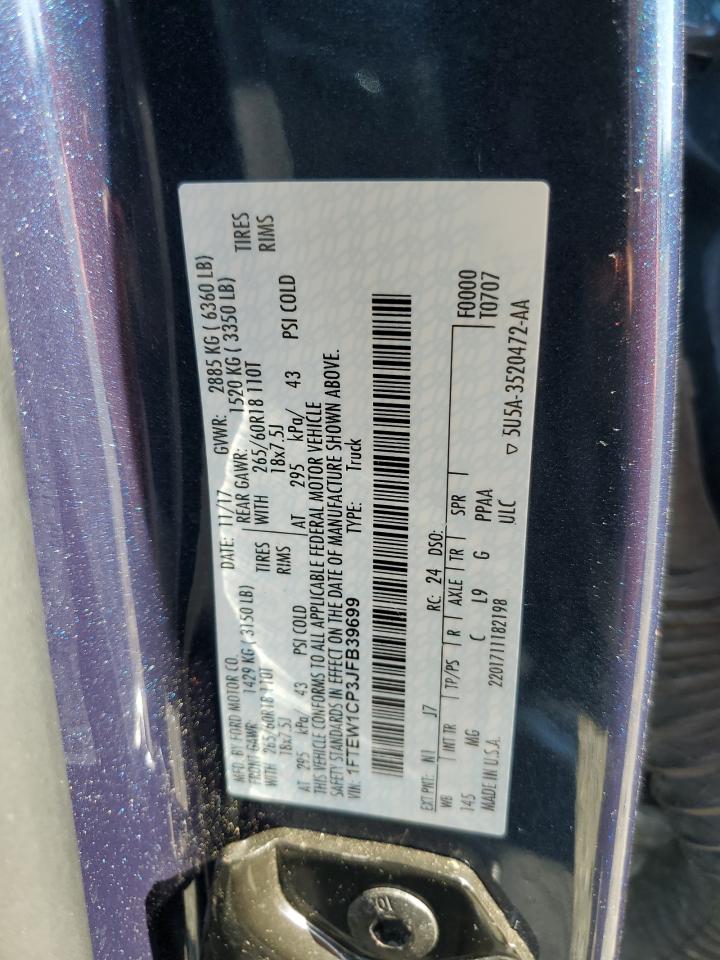 MFD. BY FORD MOTOR CO.
DATE: 11/17 GVWR: 2885 KG ( 6360 LB)
FRONT GAWR: 1429 KG ( 3150 LB) REAR GAWR: 1520 KG ( 3350 LB)
WITH 265/60R18 110T TIRES WITH 265/60R18 110T TIRES
18x7.5J RIMS 18x7.5J RIMS
AT 295 kPa/ 43 PSI COLD AT 295 kPa/ 43 PSI COLD
THIS VEHICLE CONFORMS TO ALL APPLICABLE FEDERAL MOTOR VEHICLE
SAFETY STANDARDS IN EFFECT ON THE DATE OF MANUFACTURE SHOWN ABOVE.
VIN: 1FTEW1CP3JFB39699 TYPE: Truck
EXT PNT: N1 J7 RC: 24 DSO: F0000
WB INT TR TP/PS R AXLE TR SPR T0707
145 MG C L9 G PPAA
MADE IN U.S.A. 22017111182198 ULC
▽ 5U5A-3520472-AA
10